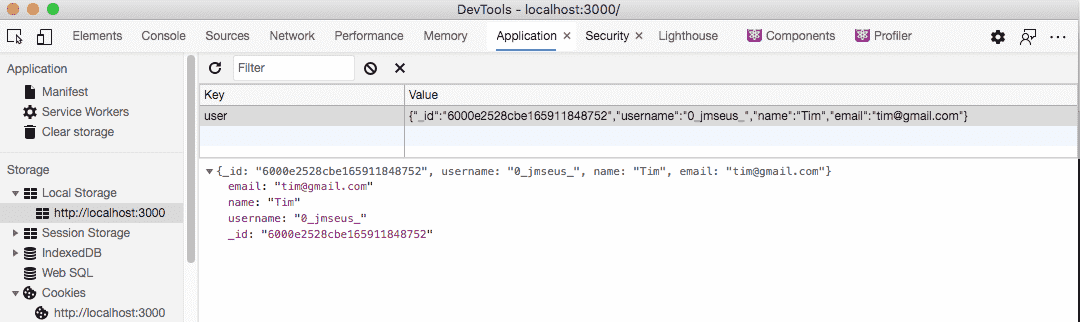 DevTools - localhost:3000/
Elements Console Sources Network Performance Memory Application × Security × Lighthouse Components Profiler
Application
Manifest
Service Workers
Clear storage
Storage
Local Storage
http://localhost:3000
Session Storage
IndexedDB
Web SQL
Cookies
http://localhost:3000
Filter
Key Value
user {"_id":"6000e2528cbe165911848752","username":"0_jmseus_","name":"Tim","email":"tim@gmail.com"}
{_id: "6000e2528cbe165911848752", username: "0_jmseus_", name: "Tim", email: "tim@gmail.com"}
email: "tim@gmail.com"
name: "Tim"
username: "0_jmseus_"
_id: "6000e2528cbe165911848752"